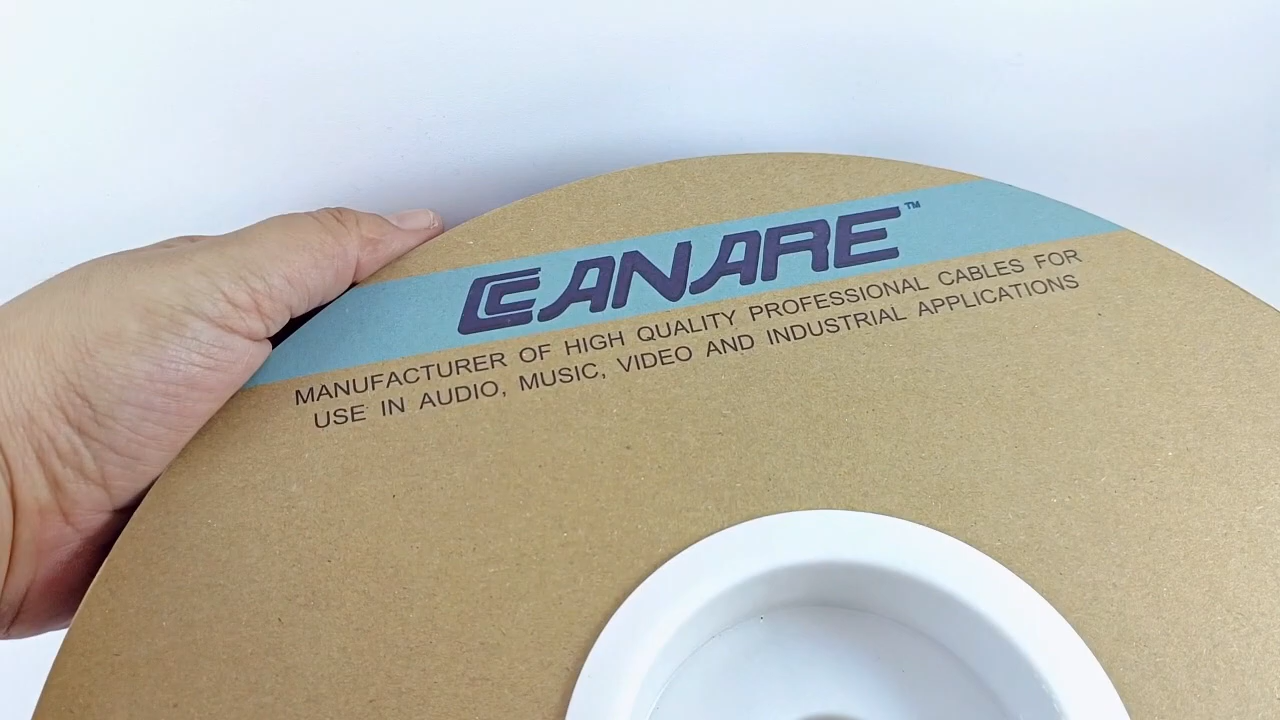 CANARE™
MANUFACTURER OF HIGH QUALITY PROFESSIONAL CABLES FOR
USE IN AUDIO, MUSIC, VIDEO AND INDUSTRIAL APPLICATIONS